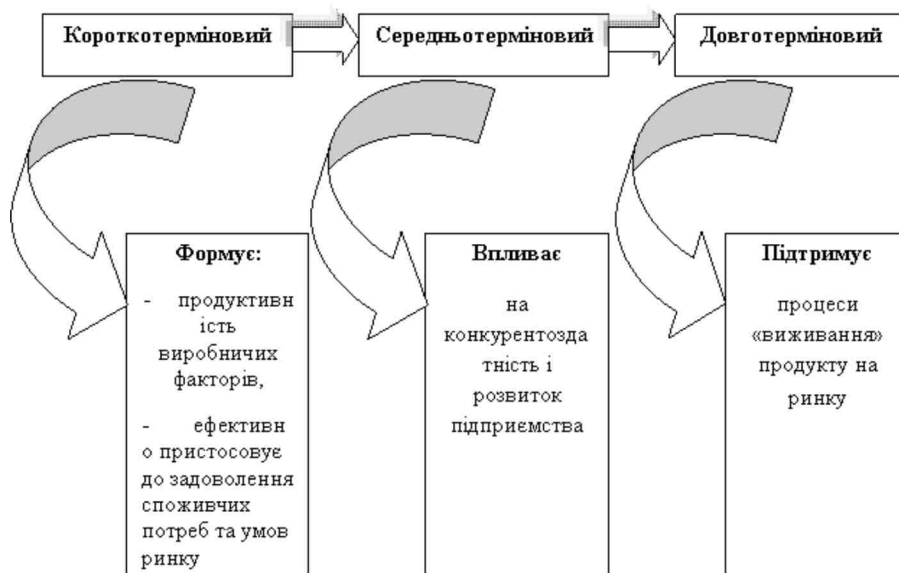 Короткотерміновий
Середньотерміновий
Довготерміновий
Формує:
- продуктивн
ість
виробничих
факторів,
- ефективн
о пристосовує
до задоволення
споживчих
потреб та умов
ринку
Впливає
на
конкурентозда
тність і
розвиток
підприємства
Підтримує
процеси
«виживання»
продукту на
ринку